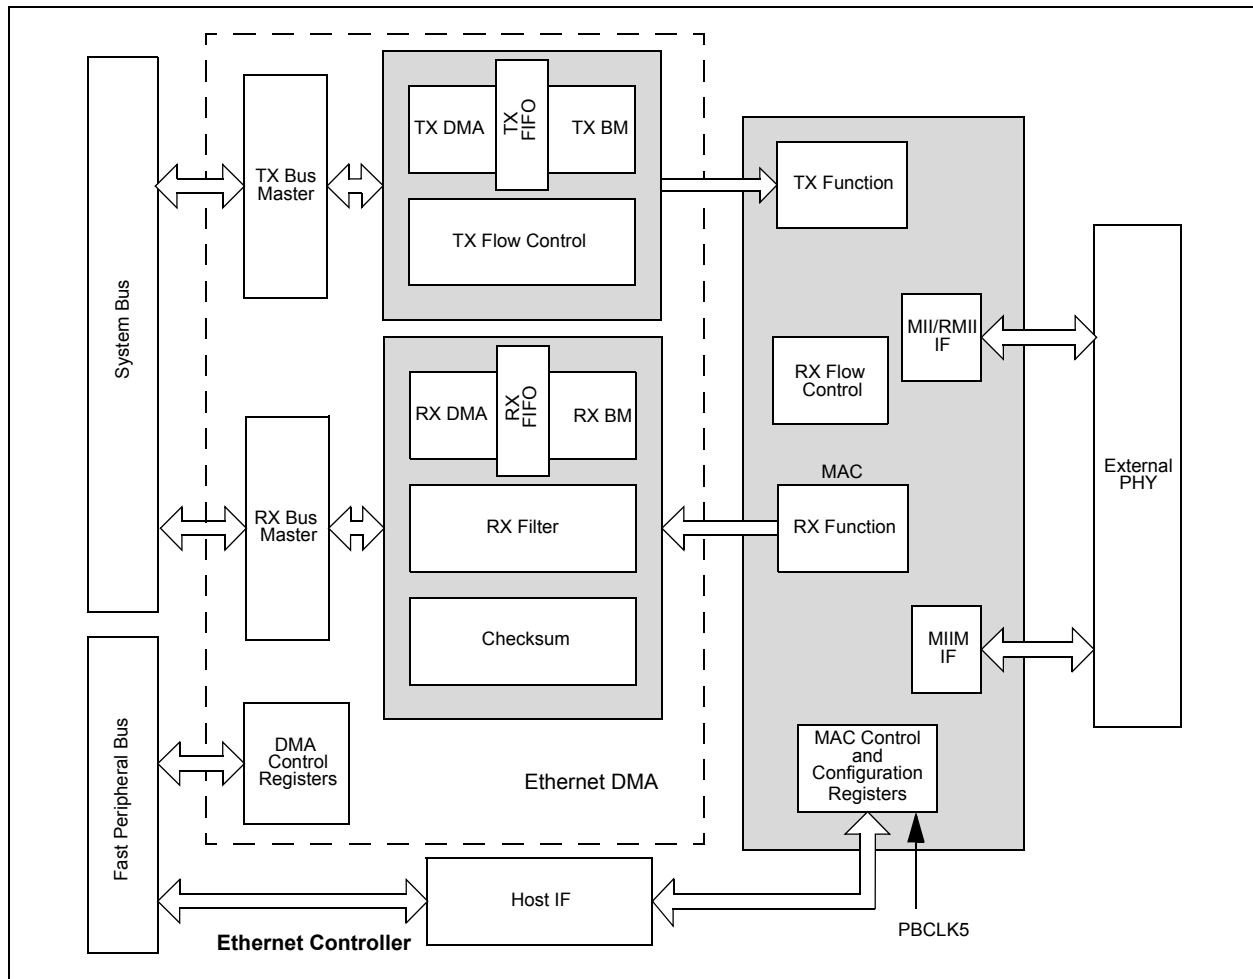 System Bus
TX Bus
Master
TX DMA
TX
FIFO
TX BM
TX Flow Control
TX Function
MII/RMII
IF
RX Flow
Control
RX DMA
RX
FIFO
RX BM
RX Bus
Master
RX Filter
Checksum
MAC
RX Function
External
PHY
MIIM
IF
Fast Peripheral Bus
DMA
Control
Registers
Ethernet DMA
MAC Control
and
Configuration
Registers
Host IF
Ethernet Controller
PBCLK5